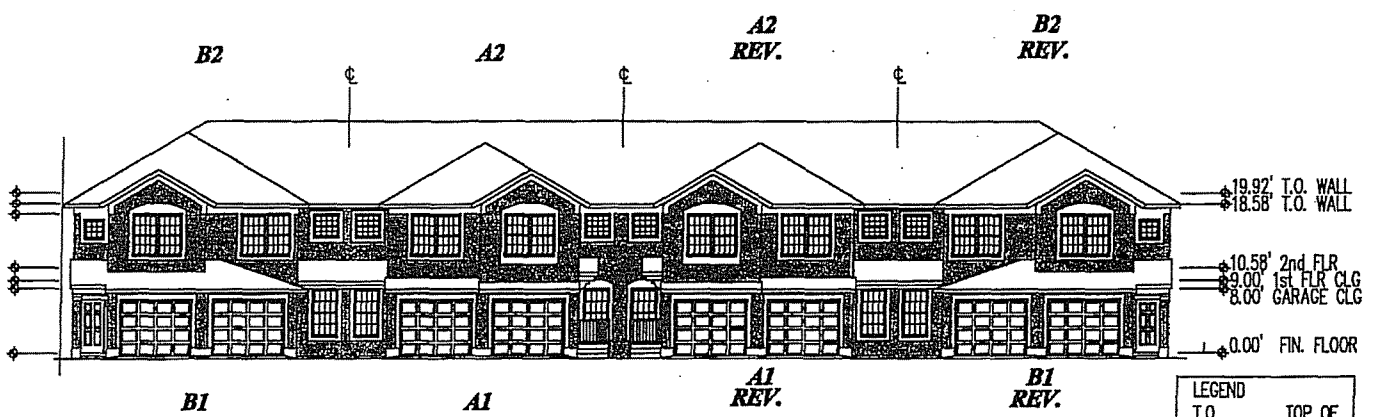 B2
A2
A2
REV.
B2
REV.
℄
℄
℄
19.92' T.O. WALL
18.58' T.O. WALL
10.58' 2nd FLR
9.00' 1st FLR CLG
8.00' GARAGE CLG
0.00' FIN. FLOOR
B1
A1
A1
REV.
B1
REV.
LEGEND
T.O. TOP OF